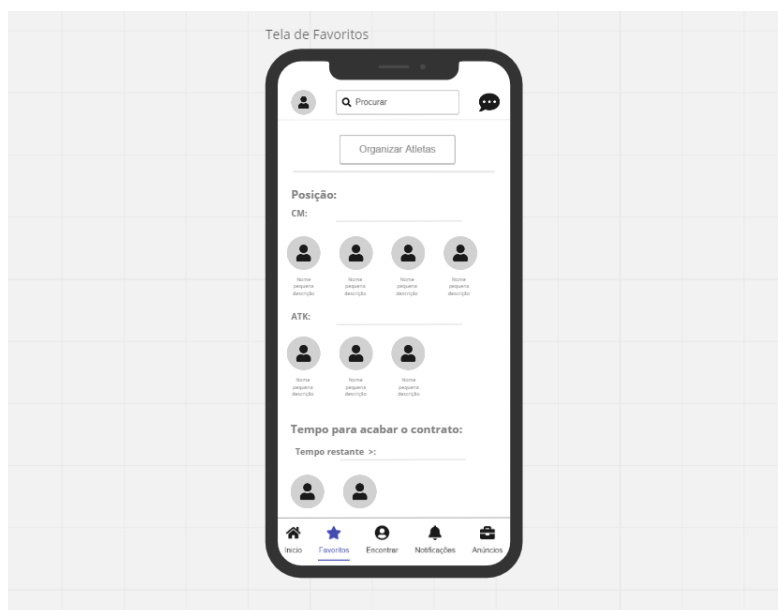 Tela de Favoritos
Procurar
Organizar Atletas
Posição:
CM:
Nome Nome Nome Nome
pequena pequena pequena pequena
descrição descrição descrição descrição
ATK:
Nome Nome Nome
pequena pequena pequena
descrição descrição descrição
Tempo para acabar o contrato:
Tempo restante >:
Inicio Favoritos Encontrar Notificações Anúncios